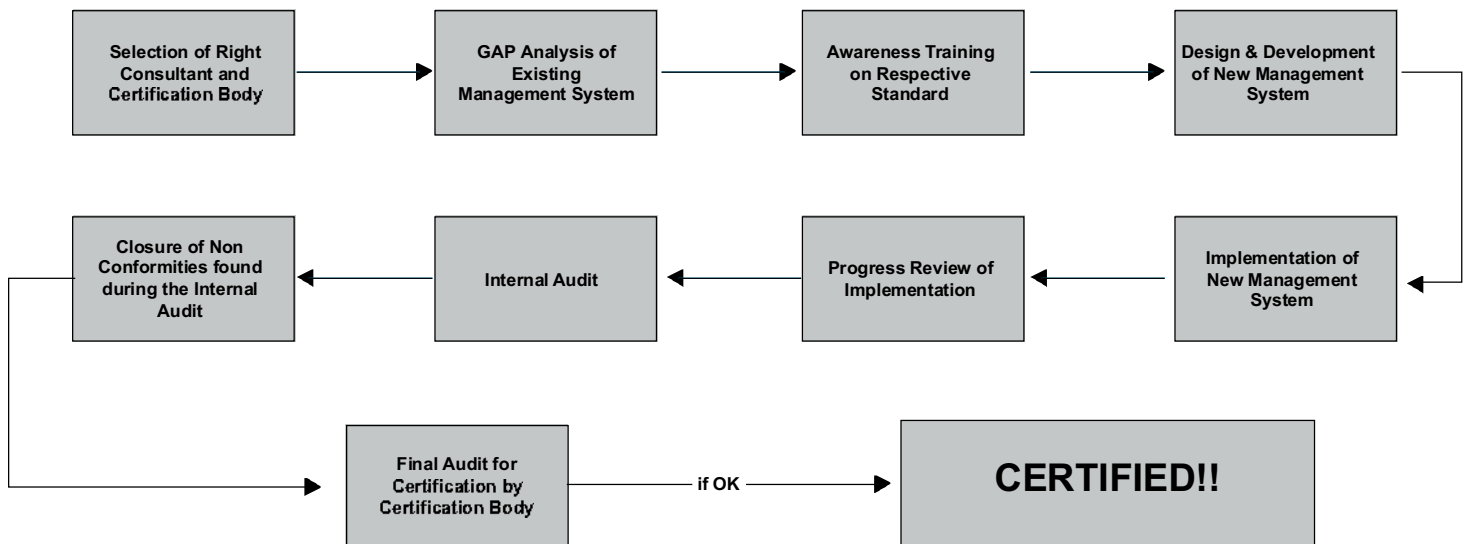 Selection of Right
Consultant and
Certification Body
GAP Analysis of
Existing
Management System
Awareness Training
on Respective
Standard
Design & Development
of New Management
System
Implementation of
New Management
System
Progress Review of
Implementation
Internal Audit
Closure of Non
Conformities found
during the Internal
Audit
Final Audit for
Certification by
Certification Body
if OK
CERTIFIED!!